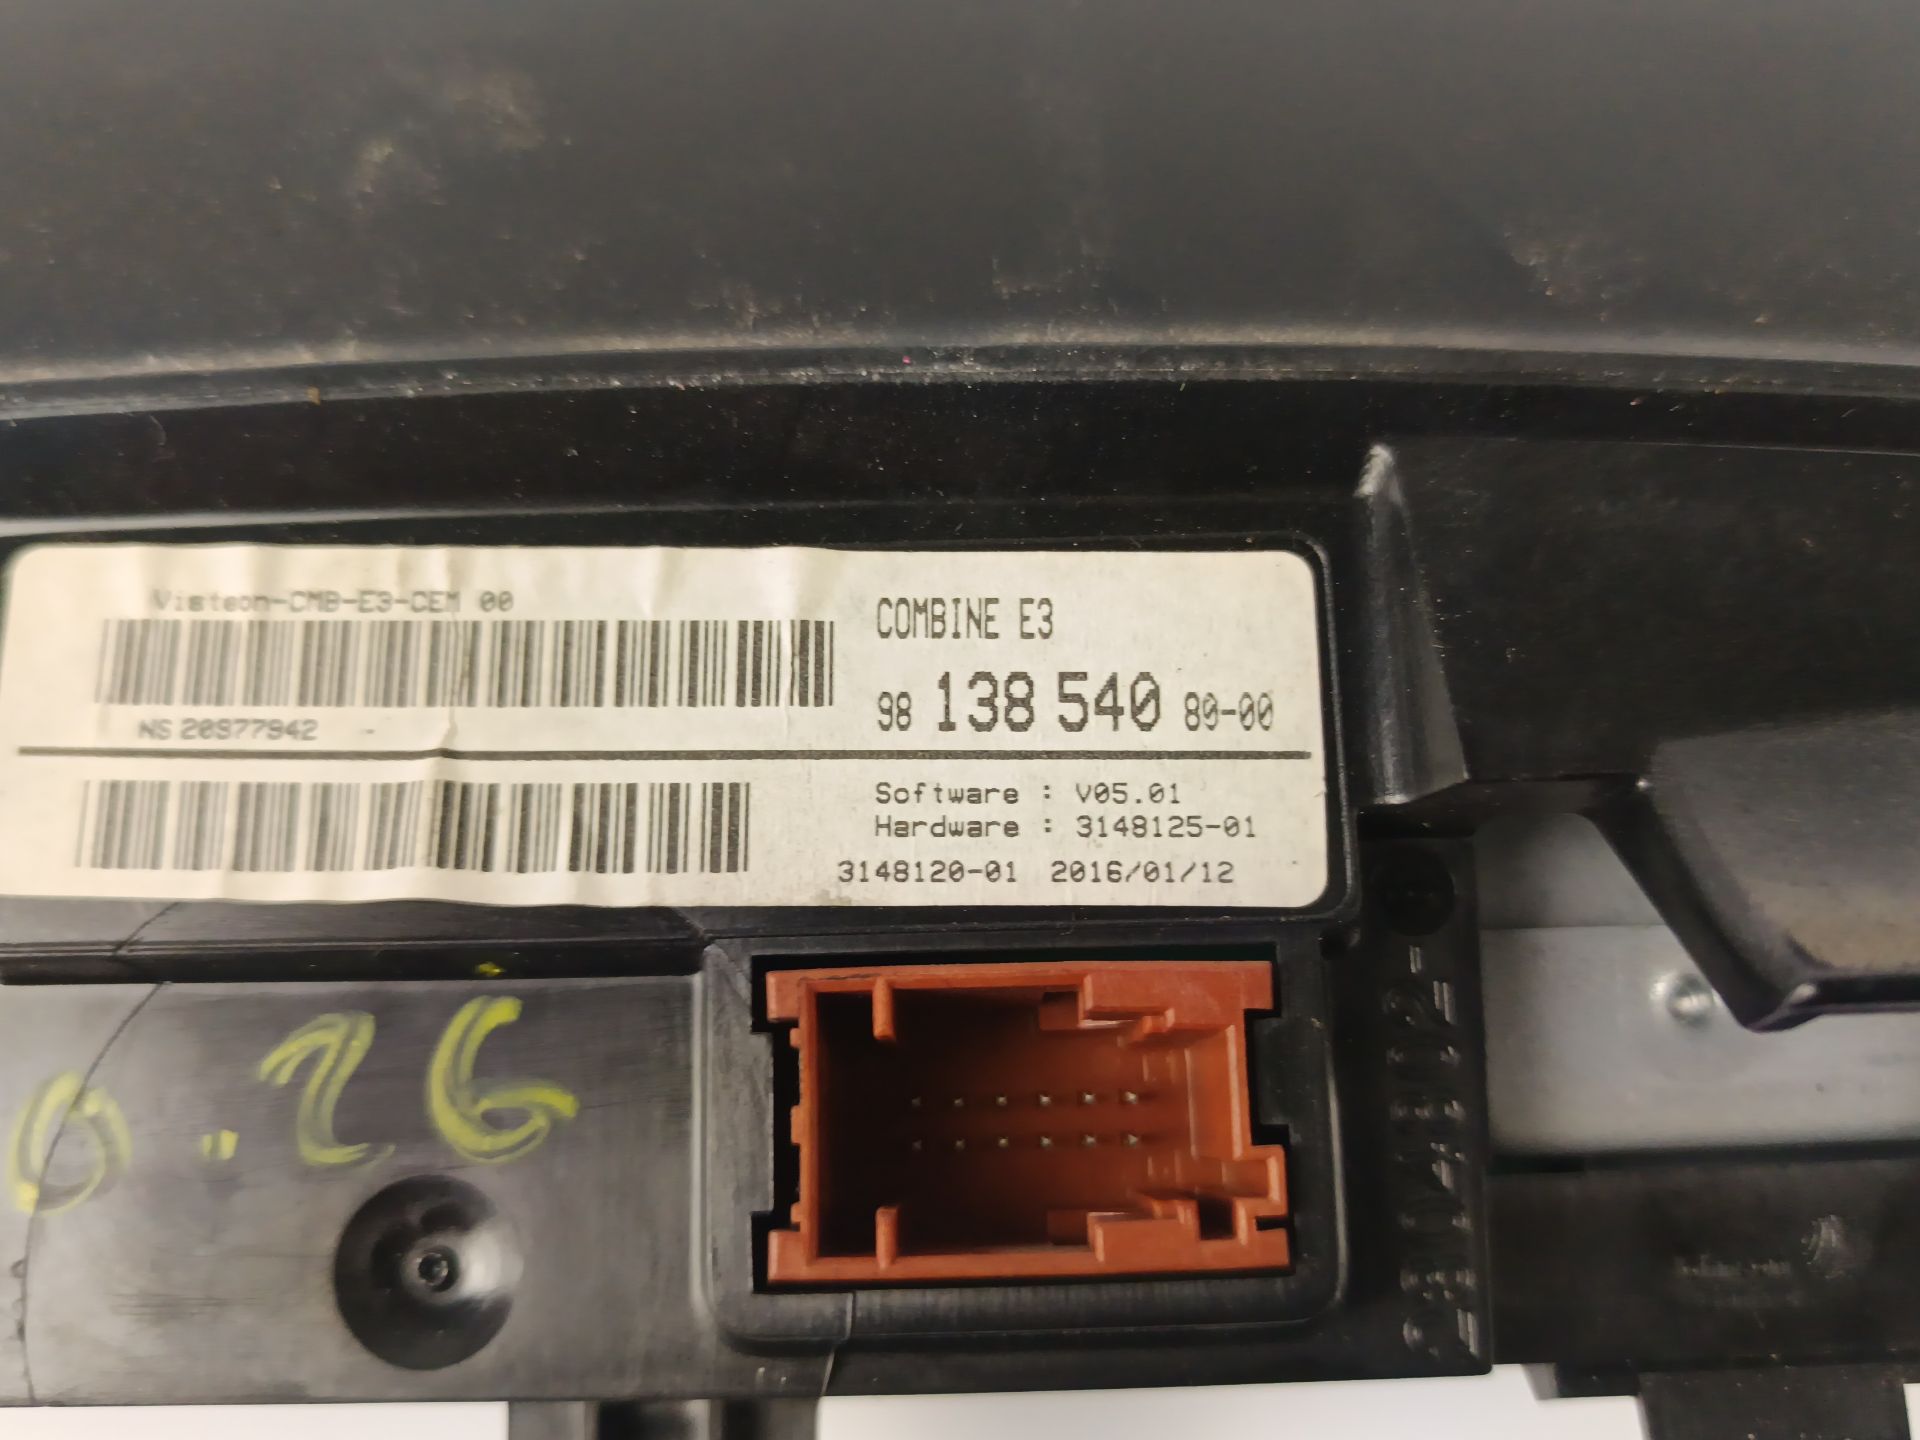 Visteon-CMB-E3-CEM 00
NS 20977942 -
COMBINE E3
98 138 540 80-00
Software : V05.01
Hardware : 3148125-01
3148120-01 2016/01/12
0.26